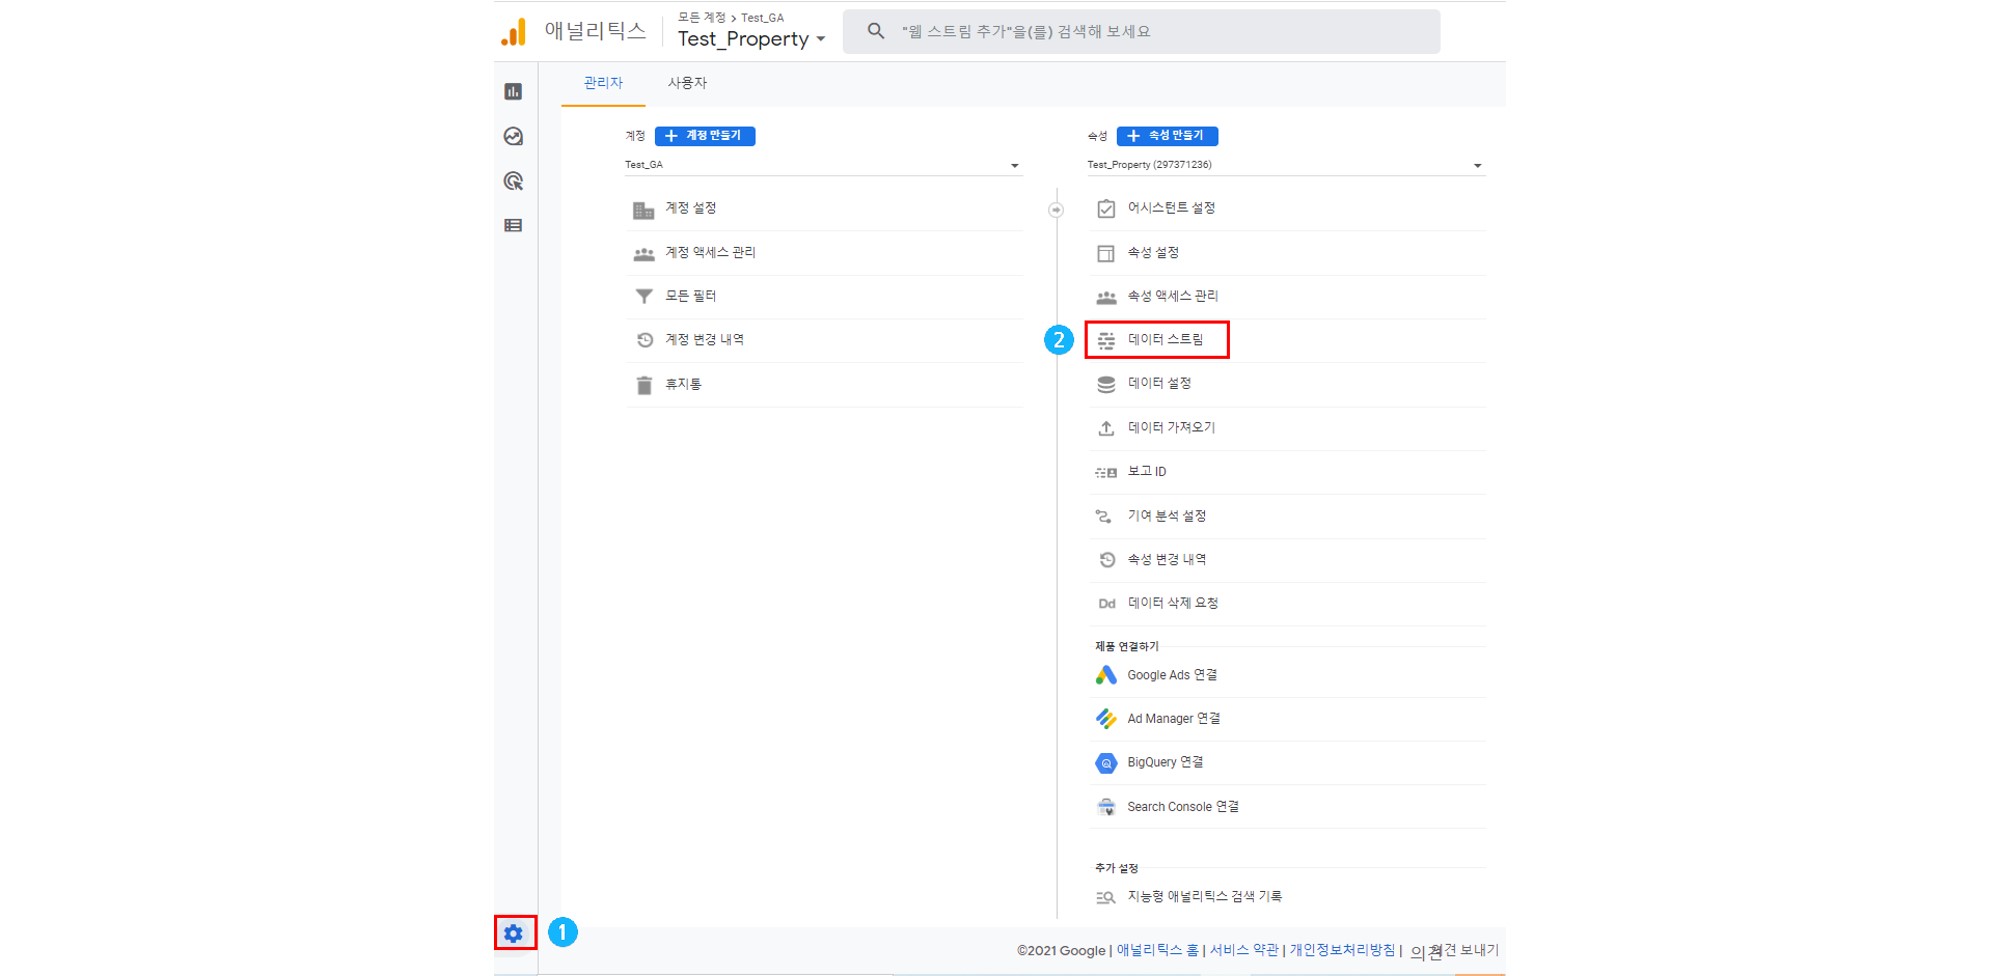 애널리틱스
모든 계정 > Test_GA
Test_Property
"웹 스트림 추가"을(를) 검색해 보세요
관리자 사용자
계정 + 계정 만들기
Test_GA
계정 설정
계정 액세스 관리
모든 필터
계정 변경 내역
휴지통
속성 + 속성 만들기
Test_Property (297371236)
어시스턴트 설정
속성 설정
속성 액세스 관리
2 데이터 스트림
데이터 설정
데이터 가져오기
보고 ID
기여 분석 설정
속성 변경 내역
Dd 데이터 삭제 요청
제품 연결하기
Google Ads 연결
Ad Manager 연결
BigQuery 연결
Search Console 연결
추가 설정
지능형 애널리틱스 검색 기록
1
©2021 Google | 애널리틱스 홈 | 서비스 약관 | 개인정보처리방침 | 의견 의견 보내기